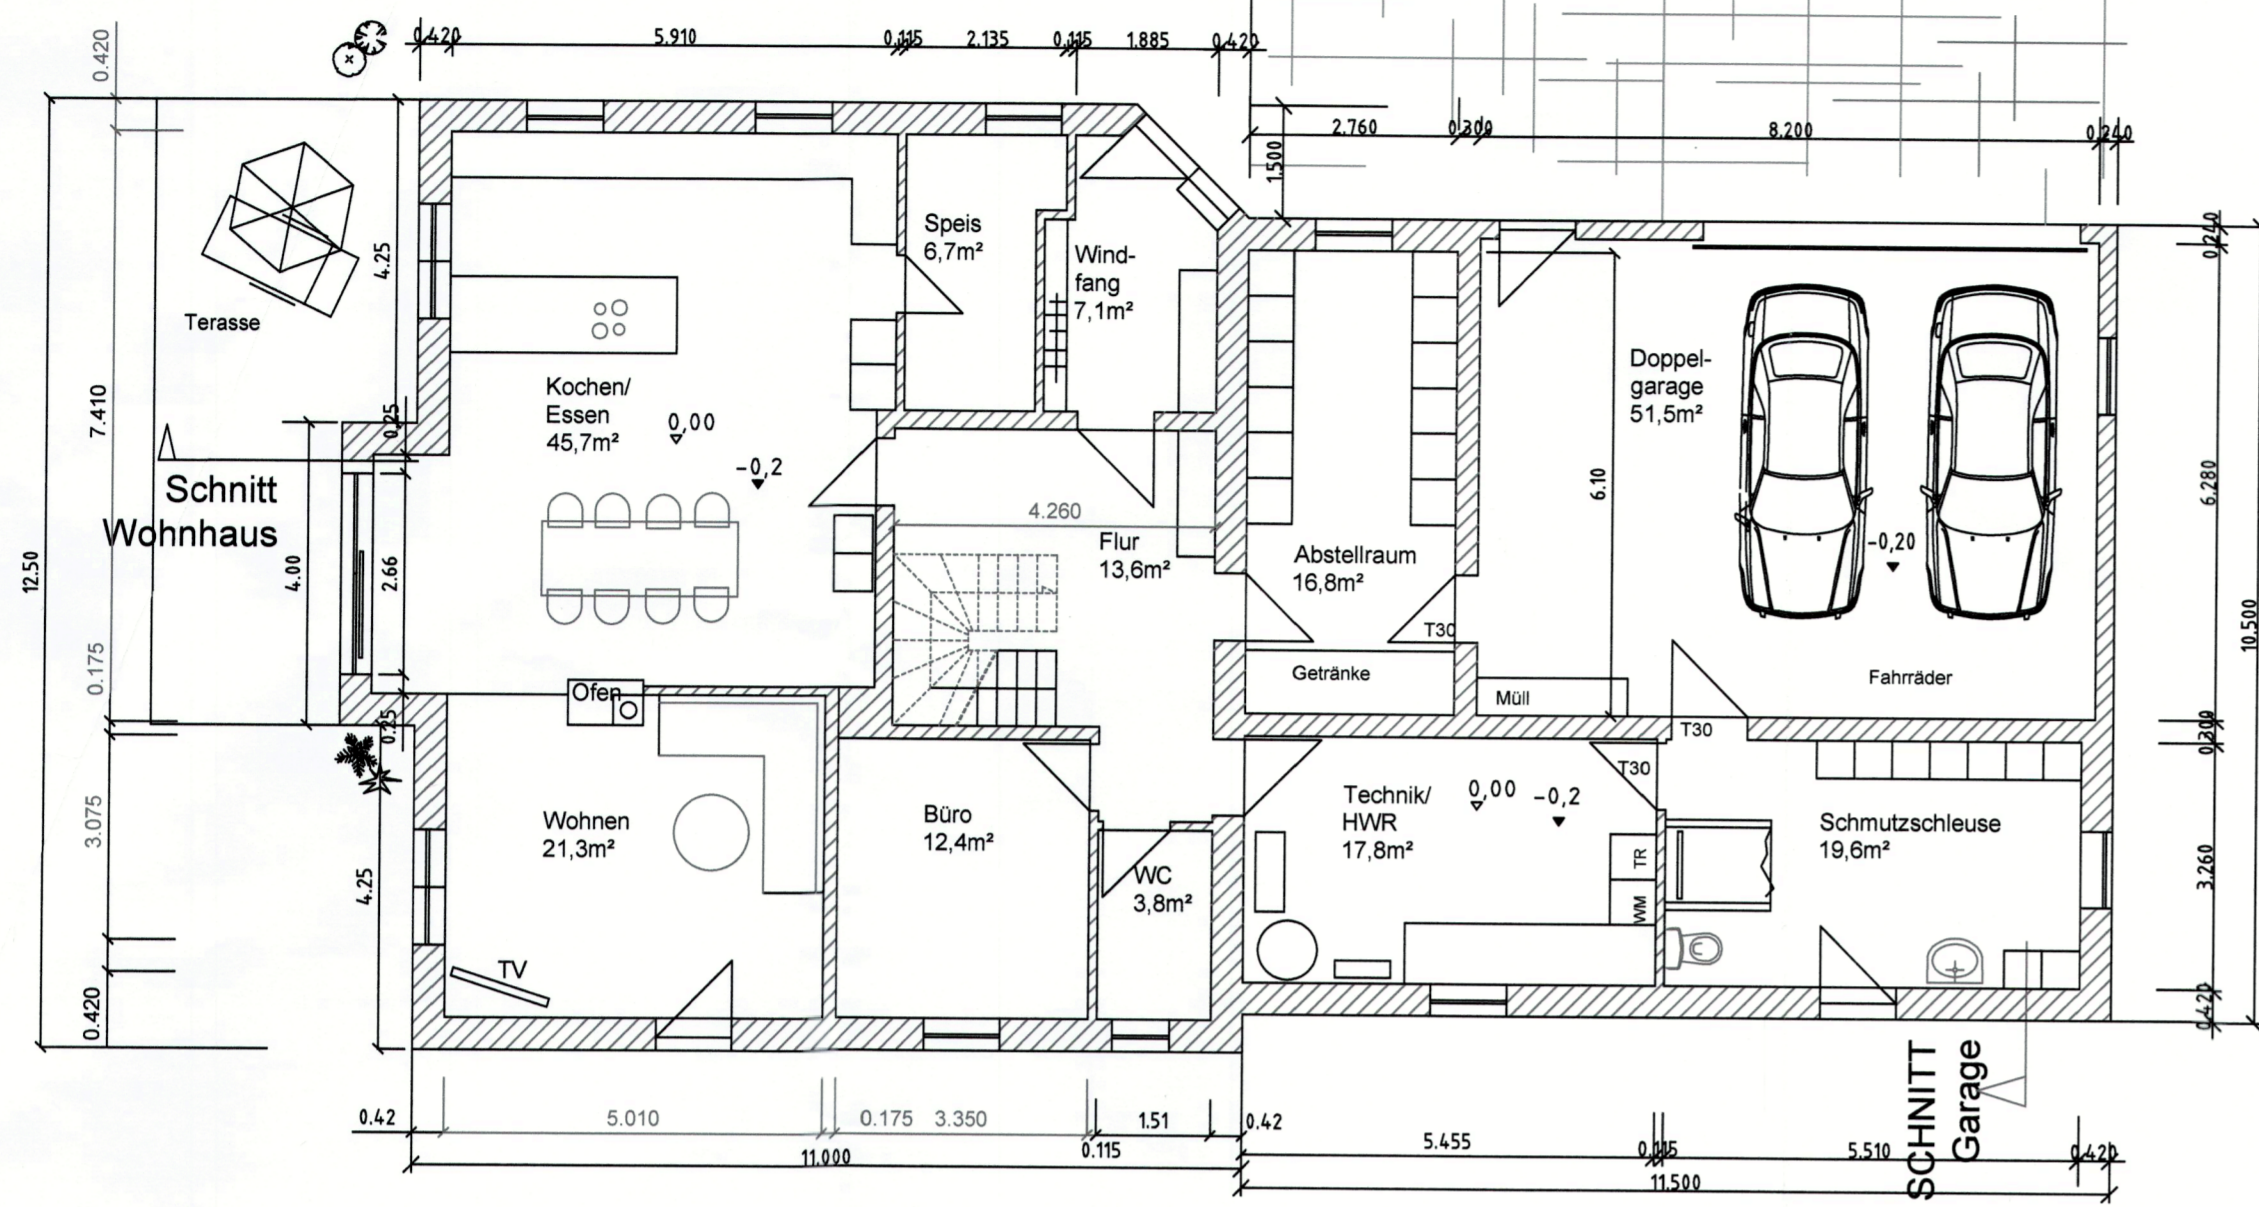 0.420
5.910
0.115
2.135
0.115
1.885
0.420
0.420
2.760
0.300
8.200
0.240
1.500
Terasse
4.25
Speis
6,7m²
Wind-
fang
7,1m²
0.240
Doppel-
garage
51,5m²
7.410
0.25
Kochen/
Essen
45,7m²
0,00
-0,2
6.10
6.280
Schnitt
Wohnhaus
4.260
Flur
13,6m²
Abstellraum
16,8m²
-0,20
12.50
4.00
2.66
10.500
T30
0.175
Ofen
Getränke
Müll
Fahrräder
0.25
T30
0.300
T30
3.075
Wohnen
21,3m²
Büro
12,4m²
WC
3,8m²
Technik/
HWR
17,8m²
0,00
-0,2
TR
WM
Schmutzschleuse
19,6m²
3.260
4.25
TV
0.420
0.420
SCHNITT
Garage
0.42
5.010
0.175
3.350
1.51
0.42
11.000
0.115
5.455
0.115
5.510
0.420
11.500